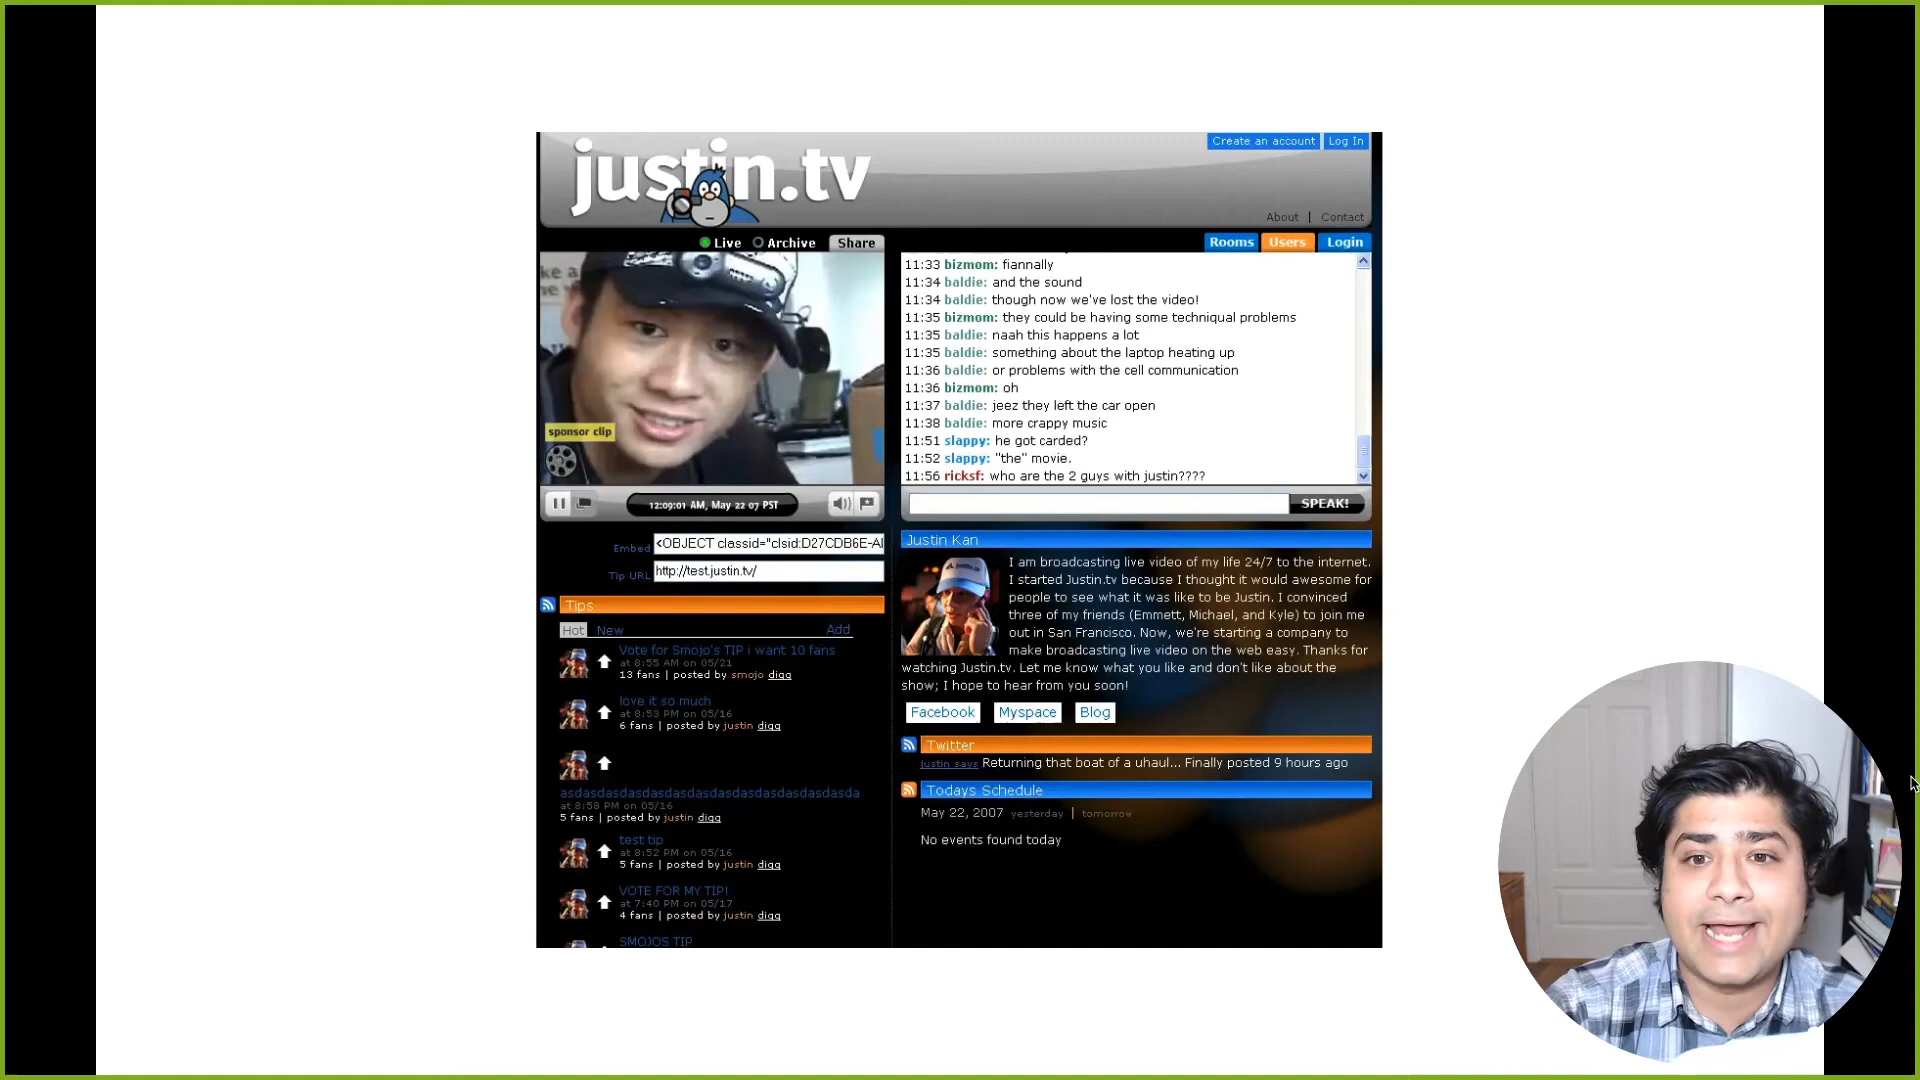 justin.tv
Create an account Log In
About | Contact
Live Archive Share
Rooms Users Login
ke a
sponsor clip
12:09:01 AM, May 22 07 PST
11:33 bizmom: fiannally
11:34 baldie: and the sound
11:34 baldie: though now we've lost the video!
11:35 bizmom: they could be having some techniqual problems
11:35 baldie: naah this happens a lot
11:35 baldie: something about the laptop heating up
11:36 baldie: or problems with the cell communication
11:36 bizmom: oh
11:37 baldie: jeez they left the car open
11:38 baldie: more crappy music
11:51 slappy: he got carded?
11:52 slappy: "the" movie.
11:56 ricksf: who are the 2 guys with justin????
SPEAK!
Embed <OBJECT classid="clsid:D27CDB6E-A
Tip URL http://test.justin.tv/
Tips
Hot New Add
Vote for Smojo's TIP i want 10 fans
at 8:55 AM on 05/21
13 fans | posted by smojo digg
love it so much
at 8:53 PM on 05/16
6 fans | posted by justin digg
asdasdasdasdasdasdasdasdasdasdasdasdasda
at 8:58 PM on 05/16
5 fans | posted by justin digg
test tip
at 8:52 PM on 05/16
5 fans | posted by justin digg
VOTE FOR MY TIP!
at 7:40 PM on 05/17
4 fans | posted by justin digg
SMOJOS TIP
Justin Kan
I am broadcasting live video of my life 24/7 to the internet.
I started Justin.tv because I thought it would awesome for
people to see what it was like to be Justin. I convinced
three of my friends (Emmett, Michael, and Kyle) to join me
out in San Francisco. Now, we're starting a company to
make broadcasting live video on the web easy. Thanks for
watching Justin.tv. Let me know what you like and don't like about the
show; I hope to hear from you soon!
Facebook Myspace Blog
Twitter
justin says Returning that boat of a uhaul... Finally posted 9 hours ago
Todays Schedule
May 22, 2007 yesterday | tomorrow
No events found today